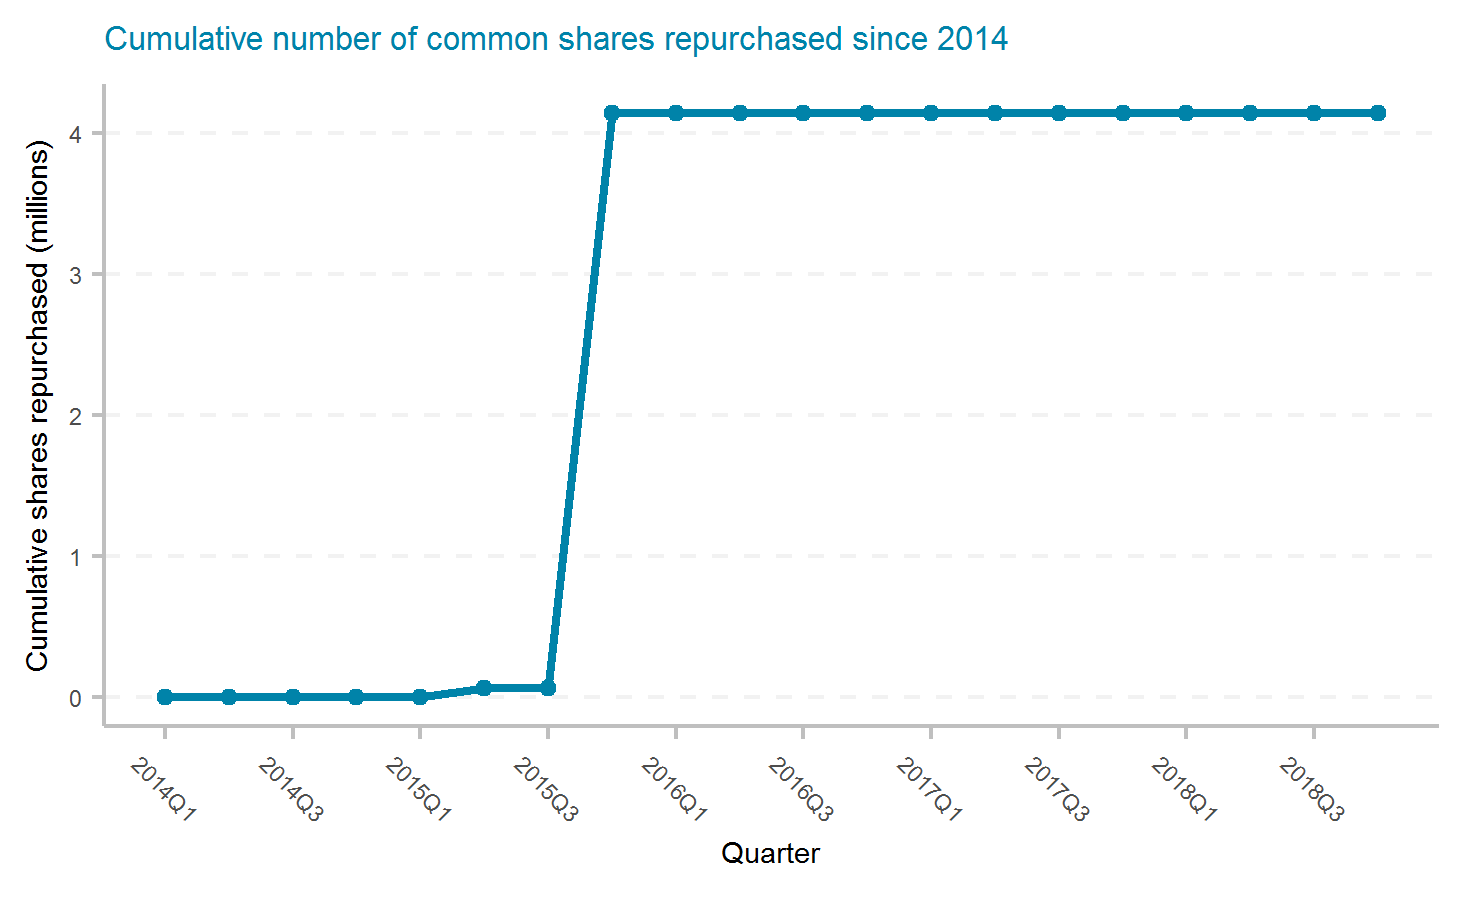 Cumulative number of common shares repurchased since 2014
Cumulative shares repurchased (millions)
4
3
2
1
0
2014Q1
2014Q3
2015Q1
2015Q3
2016Q1
2016Q3
2017Q1
2017Q3
2018Q1
2018Q3
Quarter